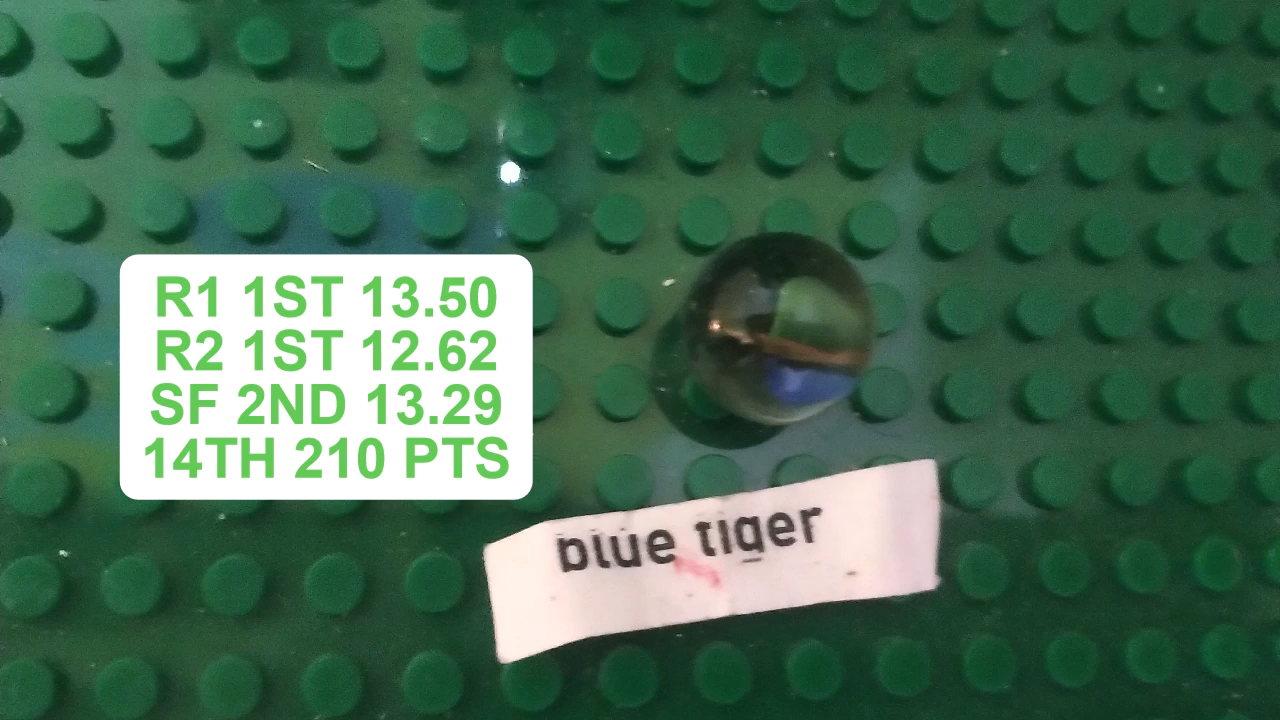 R1 1ST 13.50
R2 1ST 12.62
SF 2ND 13.29
14TH 210 PTS
blue tiger